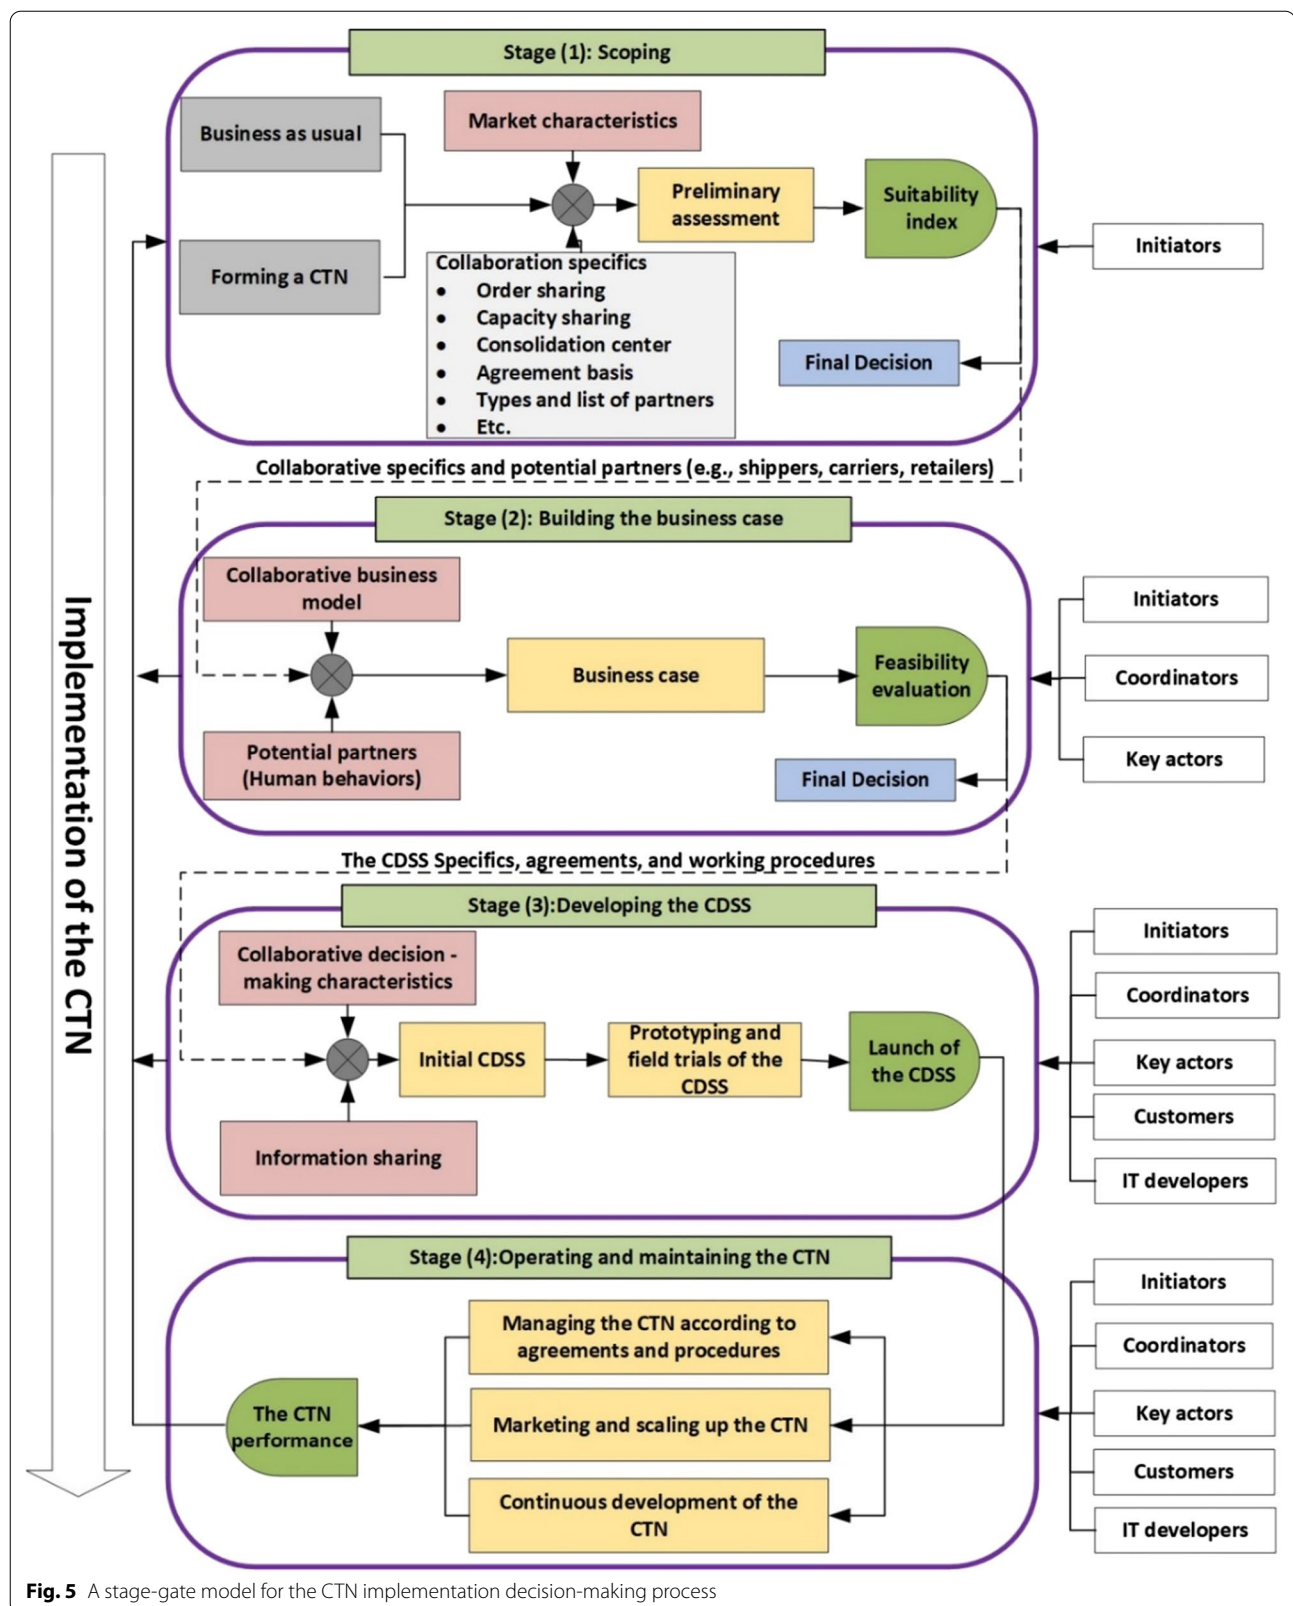 Stage (1): Scoping
Business as usual
Market characteristics
Preliminary
assessment
Suitability
index
Initiators
Forming a CTN
Collaboration specifics
● Order sharing
● Capacity sharing
● Consolidation center
● Agreement basis
● Types and list of partners
● Etc.
Final Decision
Collaborative specifics and potential partners (e.g., shippers, carriers, retailers)
Stage (2): Building the business case
Collaborative business
model
Business case
Feasibility
evaluation
Potential partners
(Human behaviors)
Final Decision
Initiators
Coordinators
Key actors
The CDSS Specifics, agreements, and working procedures
Stage (3):Developing the CDSS
Collaborative decision -
making characteristics
Initial CDSS
Prototyping and
field trials of the
CDSS
Launch of
the CDSS
Information sharing
Initiators
Coordinators
Key actors
Customers
IT developers
Stage (4):Operating and maintaining the CTN
Managing the CTN according to
agreements and procedures
Marketing and scaling up the CTN
Continuous development of the
CTN
The CTN
performance
Initiators
Coordinators
Key actors
Customers
IT developers
Implementation of the CTN
Fig. 5 A stage-gate model for the CTN implementation decision-making process